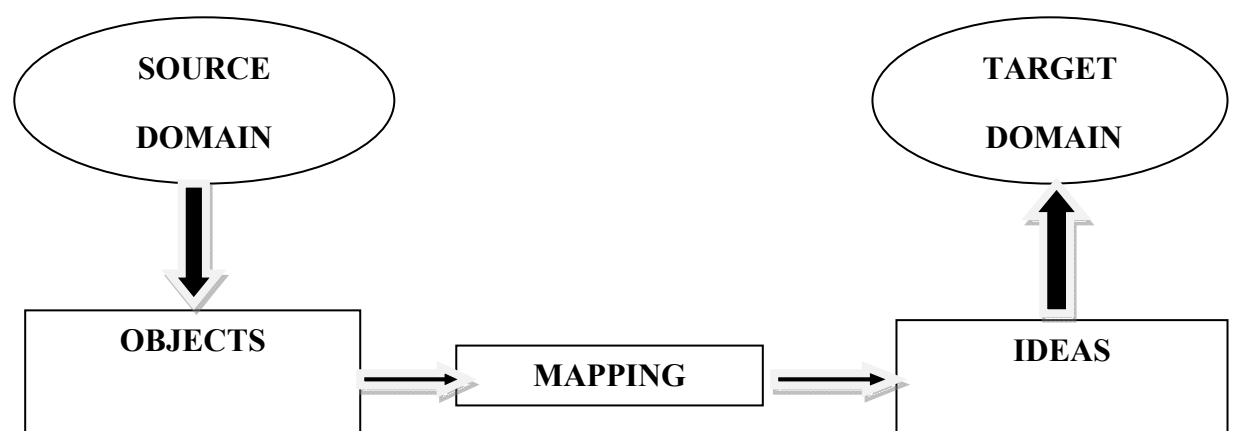 SOURCE
DOMAIN
TARGET
DOMAIN
OBJECTS
MAPPING
IDEAS